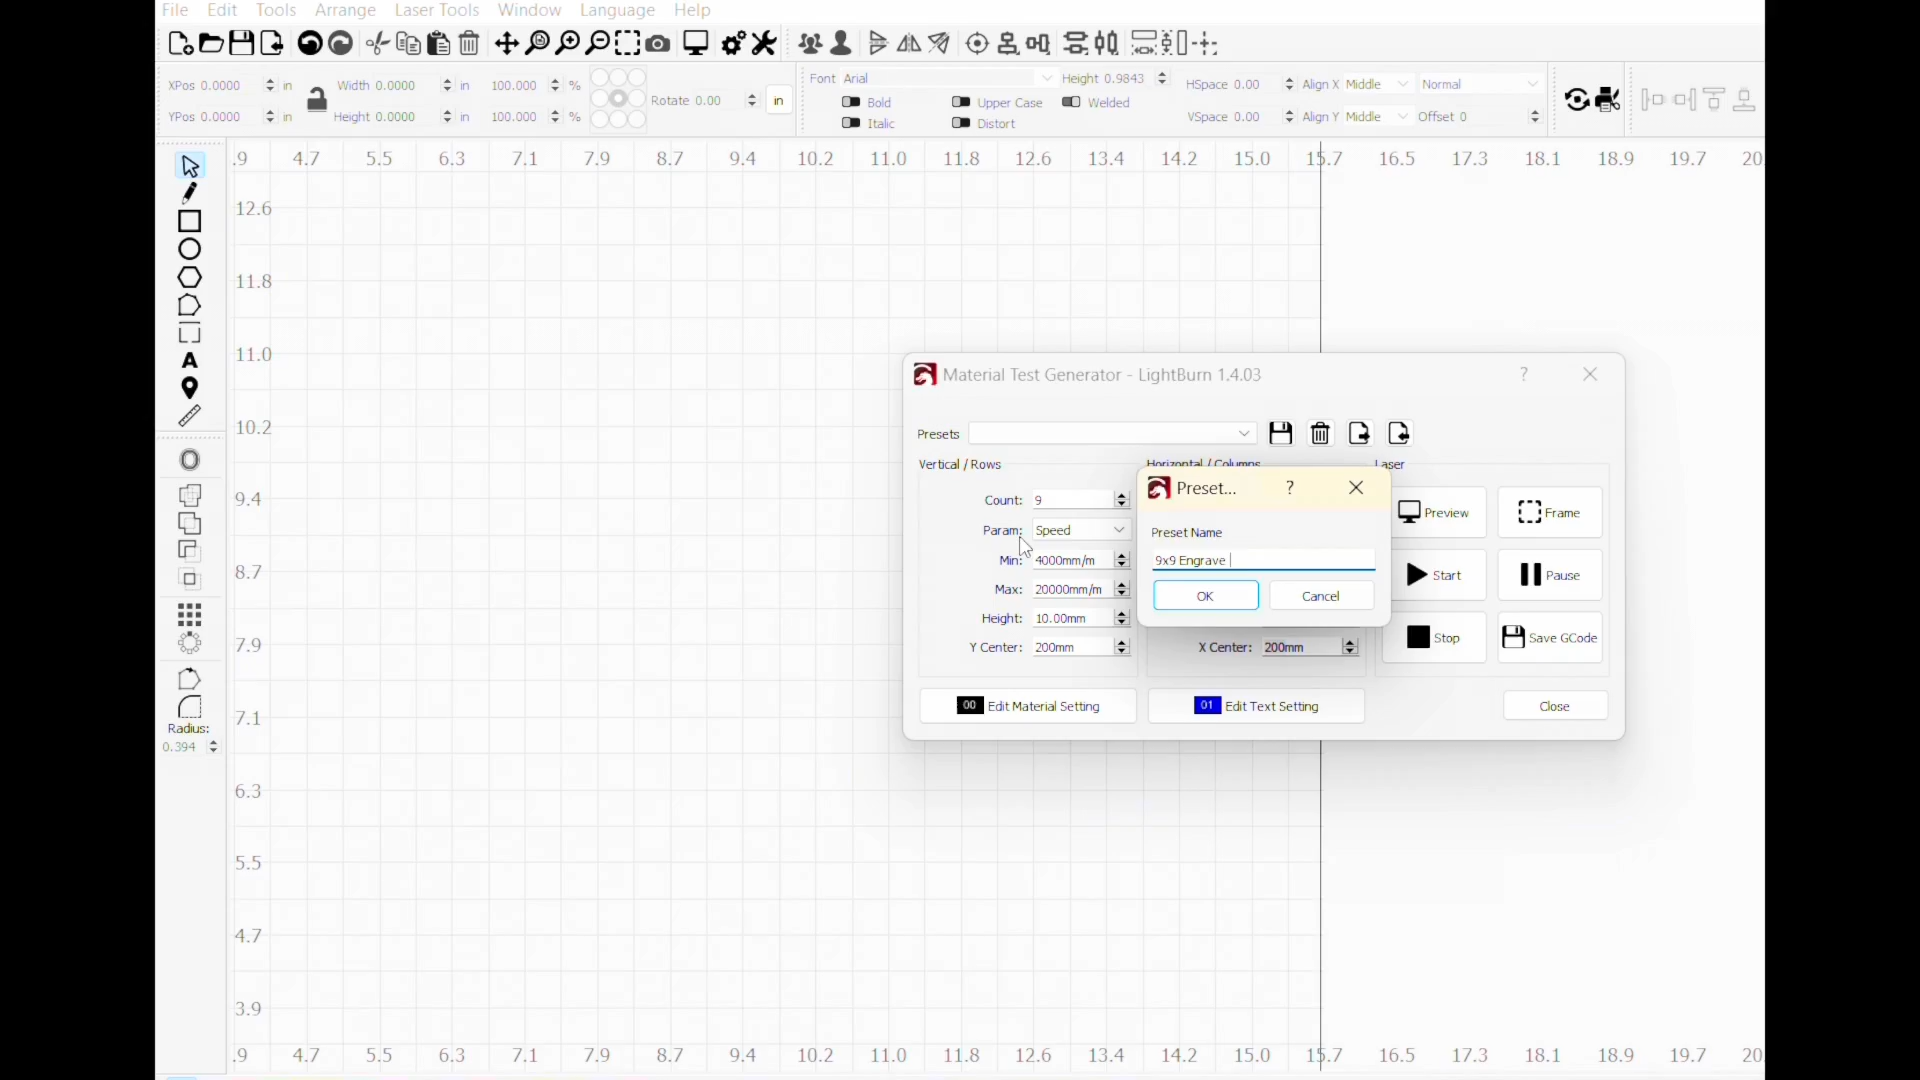 File Edit Tools Arrange Laser Tools Window Language Help
XPos 0.0000 in Width 0.0000 in 100.000 % Rotate 0.00 in
YPos 0.0000 in Height 0.0000 in 100.000 %
Font Arial Height 0.9843 HSpace 0.00 Align X Middle Normal
Bold Upper Case Welded VSpace 0.00 Align Y Middle Offset 0
Italic Distort
.9 4.7 5.5 6.3 7.1 7.9 8.7 9.4 10.2 11.0 11.8 12.6 13.4 14.2 15.0 15.7 16.5 17.3 18.1 18.9 19.7 20.
12.6
11.8
11.0
10.2
9.4
8.7
7.9
7.1
6.3
5.5
4.7
3.9
A
Radius:
0.394
Material Test Generator - LightBurn 1.4.03 ?
Presets
Vertical / Rows Horizontal / Columns Laser
Count: 9
Param: Speed
Min: 4000mm/m
Max: 20000mm/m
Height: 10.00mm
Y Center: 200mm X Center: 200mm
Preset... ?
Preset Name
9x9 Engrave
OK Cancel
Preview Frame
Start Pause
Stop Save GCode
00 Edit Material Setting 01 Edit Text Setting Close
.9 4.7 5.5 6.3 7.1 7.9 8.7 9.4 10.2 11.0 11.8 12.6 13.4 14.2 15.0 15.7 16.5 17.3 18.1 18.9 19.7 20.